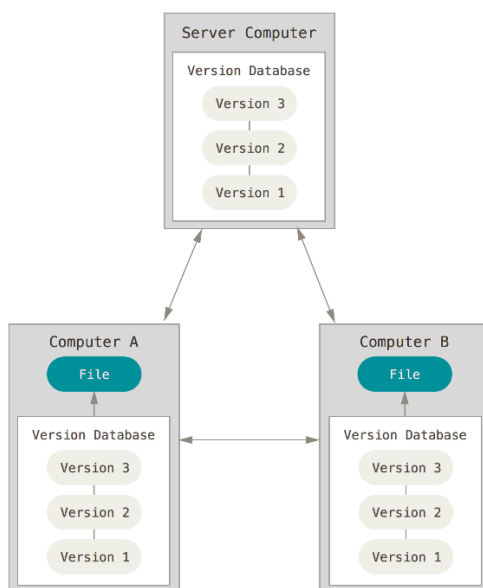 Server Computer
Version Database
Version 3
Version 2
Version 1
Computer A
File
Version Database
Version 3
Version 2
Version 1
Computer B
File
Version Database
Version 3
Version 2
Version 1